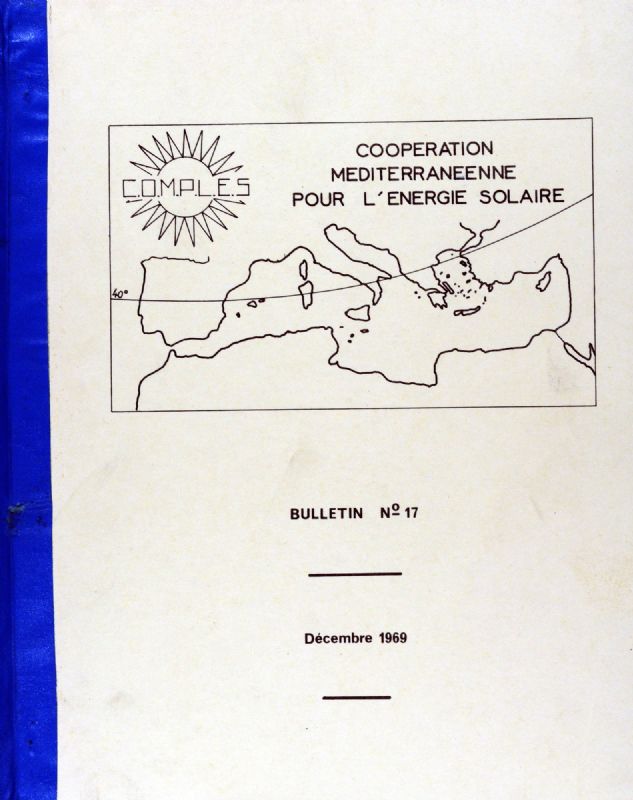 C.O.M.P.L.E.S
COOPERATION
MEDITERRANEENNE
POUR L'ENERGIE SOLAIRE
40°
BULLETIN Nº 17
Décembre 1969